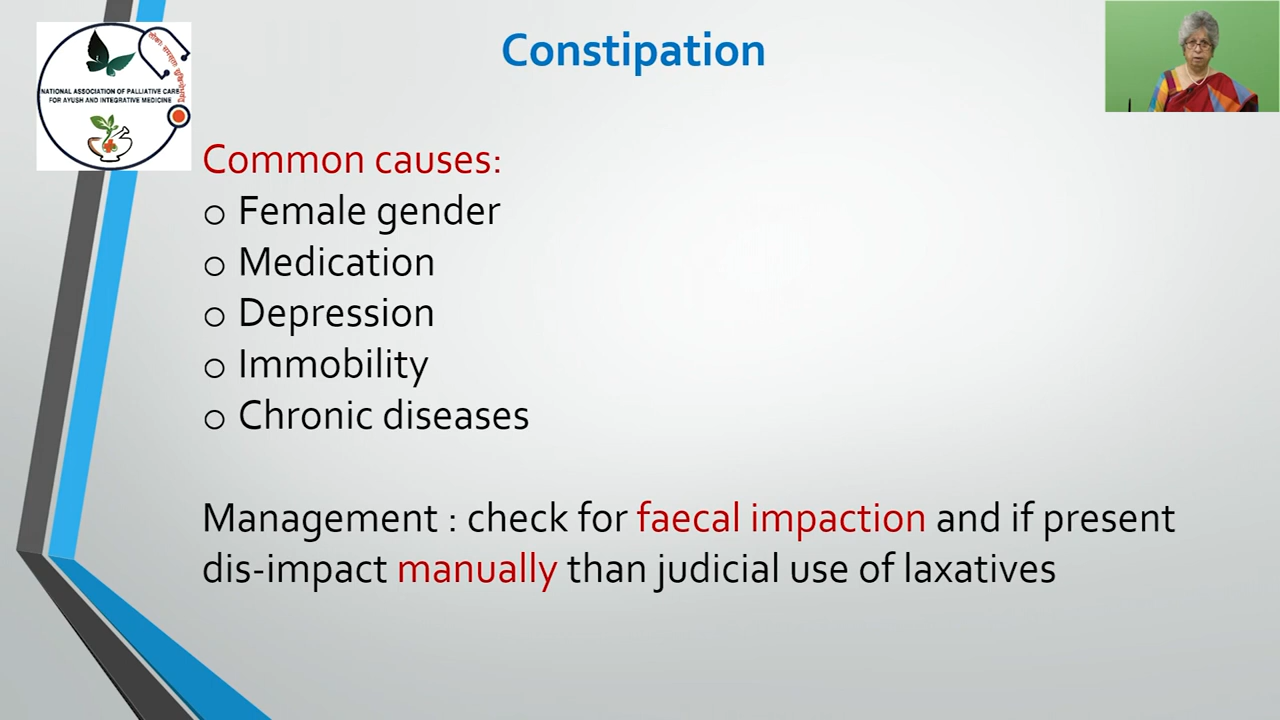 Constipation
NATIONAL ASSOCIATION OF PALLIATIVE CARE
FOR AYUSH AND INTEGRATIVE MEDICINE
Common causes:
o Female gender
o Medication
o Depression
o Immobility
o Chronic diseases
Management : check for faecal impaction and if present
dis-impact manually than judicial use of laxatives